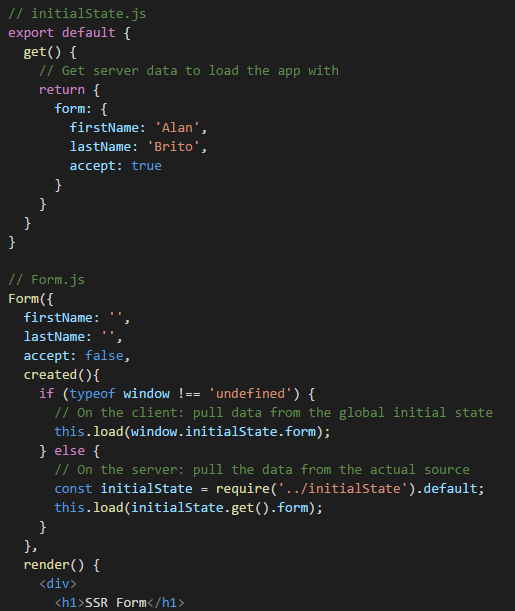 // initialState.js
export default {
  get() {
    // Get server data to load the app with
    return {
      form: {
        firstName: 'Alan',
        lastName: 'Brito',
        accept: true
      }
    }
  }
}

// Form.js
Form({
  firstName: '',
  lastName: '',
  accept: false,
  created(){
    if (typeof window !== 'undefined') {
      // On the client: pull data from the global initial state
      this.load(window.initialState.form);
    } else {
      // On the server: pull the data from the actual source
      const initialState = require('../initialState').default;
      this.load(initialState.get().form);
    }
  },
  render() {
    <div>
      <h1>SSR Form</h1>